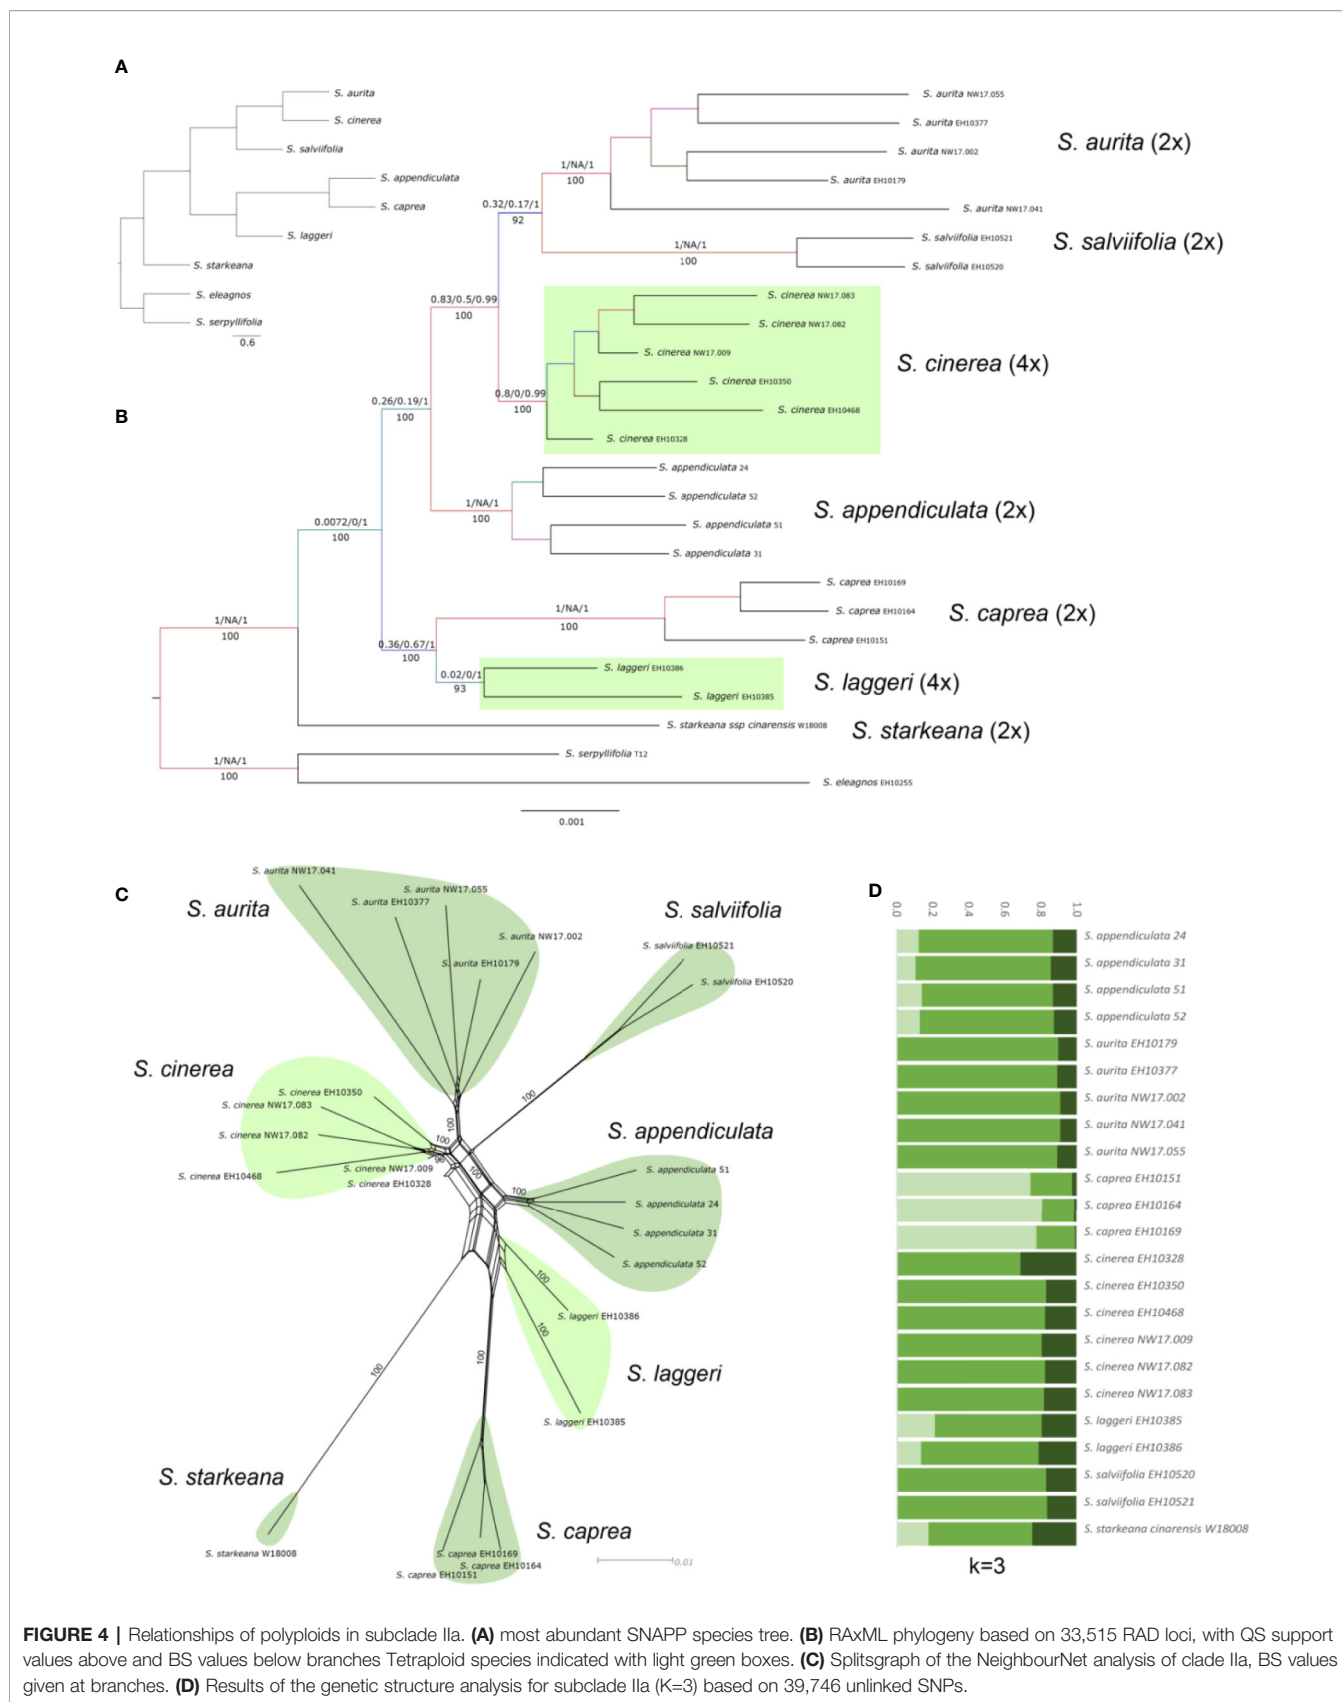 A
S. aurita
S. cinerea
S. salviifolia
S. appendiculata
S. caprea
S. laggeri
S. starkeana
S. eleagnos
S. serpyllifolia
0.6
B
S. aurita NW17.055
S. aurita EH10377
S. aurita NW17.002
S. aurita EH10179
S. aurita NW17.041
S. aurita (2x)
1/NA/1
100
0.32/0.17/1
92
S. salviifolia EH10521
S. salviifolia EH10520
S. salviifolia (2x)
1/NA/1
100
0.83/0.5/0.99
100
S. cinerea NW17.083
S. cinerea NW17.082
S. cinerea NW17.009
S. cinerea EH10350
S. cinerea EH10468
S. cinerea EH10328
S. cinerea (4x)
0.8/0/0.99
100
0.26/0.19/1
100
S. appendiculata 24
S. appendiculata 52
S. appendiculata 51
S. appendiculata 31
S. appendiculata (2x)
1/NA/1
100
0.0072/0/1
100
S. caprea EH10169
S. caprea EH10164
S. caprea EH10151
S. caprea (2x)
1/NA/1
100
0.36/0.67/1
100
0.02/0/1
93
S. laggeri EH10386
S. laggeri EH10385
S. laggeri (4x)
1/NA/1
100
S. starkeana ssp cinarensis W18008
S. starkeana (2x)
S. serpyllifolia T12
S. eleagnos EH10255
1/NA/1
100
0.001
C
S. aurita
S. aurita NW17.041
S. aurita NW17.055
S. aurita EH10377
S. aurita NW17.002
S. aurita EH10179
S. salviifolia
S. salviifolia EH10521
S. salviifolia EH10520
100
100
S. cinerea
S. cinerea EH10350
S. cinerea NW17.083
S. cinerea NW17.082
S. cinerea EH10468
S. cinerea NW17.009
S. cinerea EH10328
100
96
100
S. appendiculata
S. appendiculata 51
S. appendiculata 24
S. appendiculata 31
S. appendiculata 52
100
S. laggeri EH10386
100
100
S. laggeri
S. laggeri EH10385
100
100
S. starkeana
S. starkeana W18008
S. caprea
S. caprea EH10169
S. caprea EH10164
S. caprea EH10151
0.01
D
0.0
0.2
0.4
0.6
0.8
1.0
S. appendiculata 24
S. appendiculata 31
S. appendiculata 51
S. appendiculata 52
S. aurita EH10179
S. aurita EH10377
S. aurita NW17.002
S. aurita NW17.041
S. aurita NW17.055
S. caprea EH10151
S. caprea EH10164
S. caprea EH10169
S. cinerea EH10328
S. cinerea EH10350
S. cinerea EH10468
S. cinerea NW17.009
S. cinerea NW17.082
S. cinerea NW17.083
S. laggeri EH10385
S. laggeri EH10386
S. salviifolia EH10520
S. salviifolia EH10521
S. starkeana cinarensis W18008
k=3
FIGURE 4 | Relationships of polyploids in subclade IIa. (A) most abundant SNAPP species tree. (B) RAxML phylogeny based on 33,515 RAD loci, with QS support
values above and BS values below branches Tetraploid species indicated with light green boxes. (C) Splitsgraph of the NeighbourNet analysis of clade IIa, BS values
given at branches. (D) Results of the genetic structure analysis for subclade IIa (K=3) based on 39,746 unlinked SNPs.